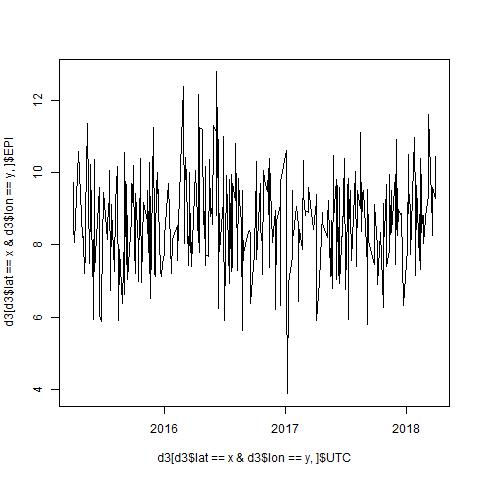 d3[d3$lat == x & d3$lon == y, ]$EPI
12
10
8
6
4
2016 2017 2018
d3[d3$lat == x & d3$lon == y, ]$UTC